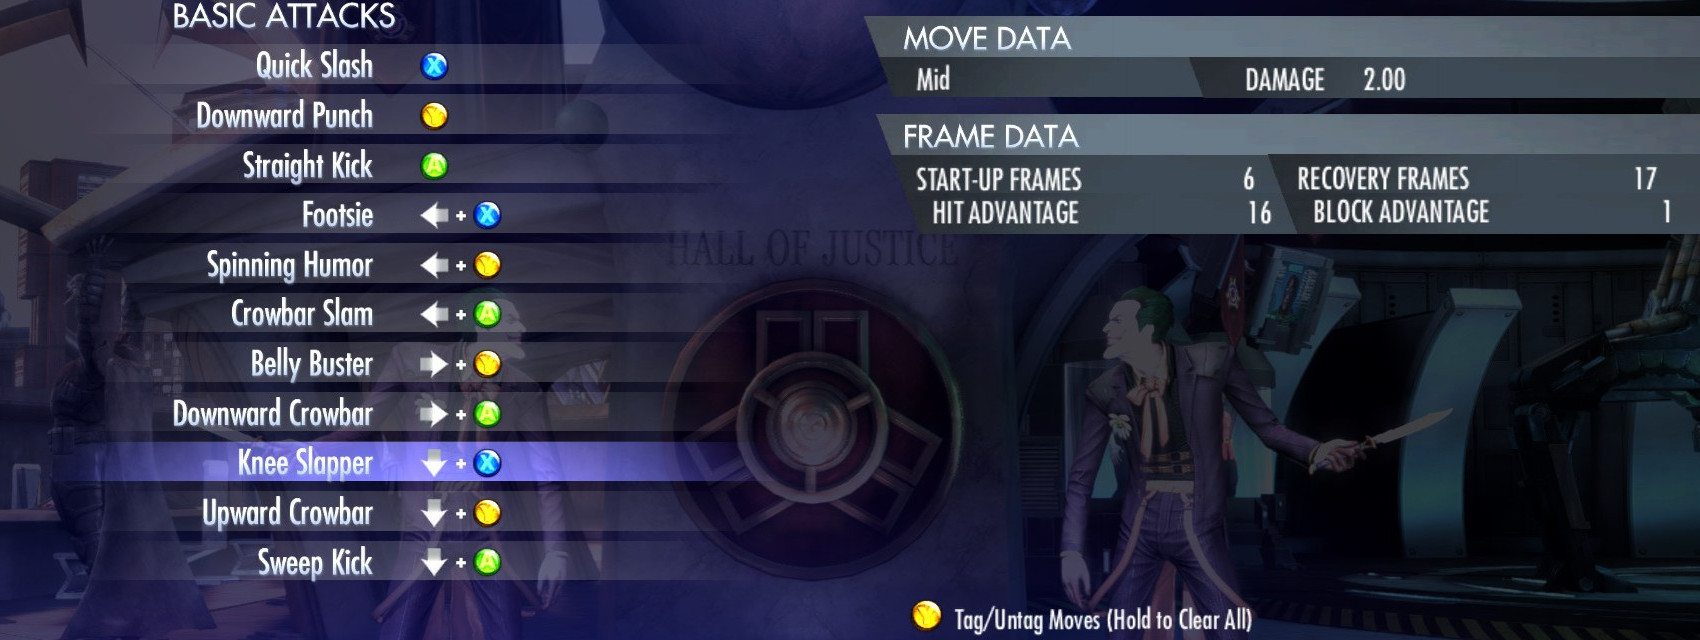 BASIC ATTACKS
Quick Slash X
Downward Punch Y
Straight Kick A
Footsie + X
Spinning Humor + Y
Crowbar Slam + A
Belly Buster + Y
Downward Crowbar + A
Knee Slapper + X
Upward Crowbar + Y
Sweep Kick + A
MOVE DATA
Mid DAMAGE 2.00
FRAME DATA
START-UP FRAMES 6 RECOVERY FRAMES 17
HIT ADVANTAGE 16 BLOCK ADVANTAGE 1
HALL OF JUSTICE
Y Tag/Untag Moves (Hold to Clear All)